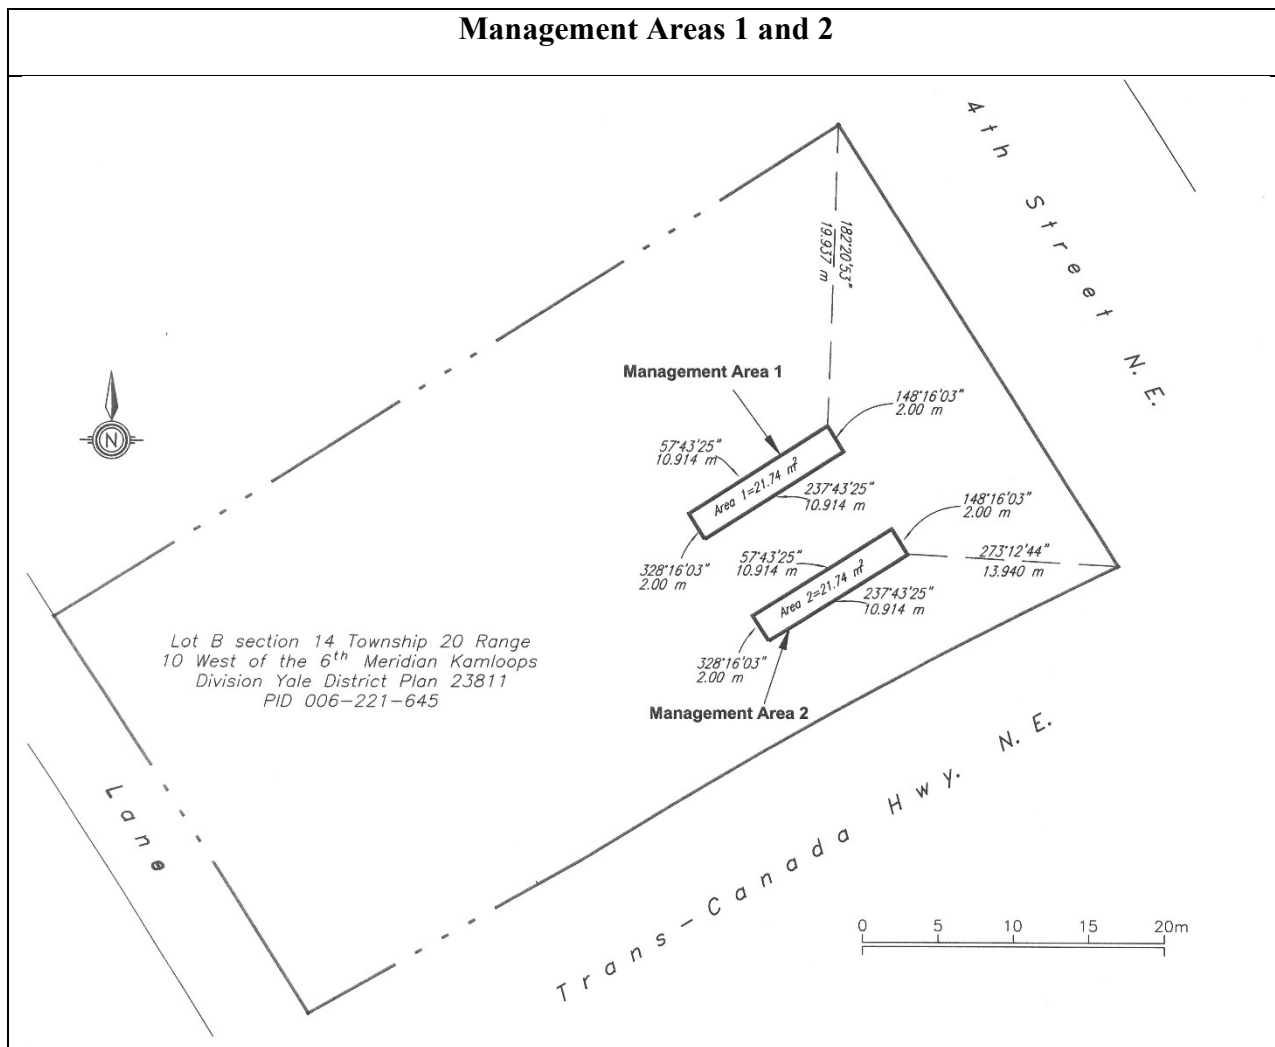 Management Areas 1 and 2
4th Street N. E.
182°20'53"
19.937 m
Management Area 1
148°16'03"
2.00 m
57°43'25"
10.914 m
Area 1=21.74 m²
237°43'25"
10.914 m
328°16'03"
2.00 m
N
148°16'03"
2.00 m
57°43'25"
10.914 m
273°12'44"
13.940 m
Area 2=21.74 m²
237°43'25"
10.914 m
328°16'03"
2.00 m
Management Area 2
Lot B section 14 Township 20 Range
10 West of the 6th Meridian Kamloops
Division Yale District Plan 23811
PID 006-221-645
Lane
Trans-Canada Hwy. N. E.
0 5 10 15 20m